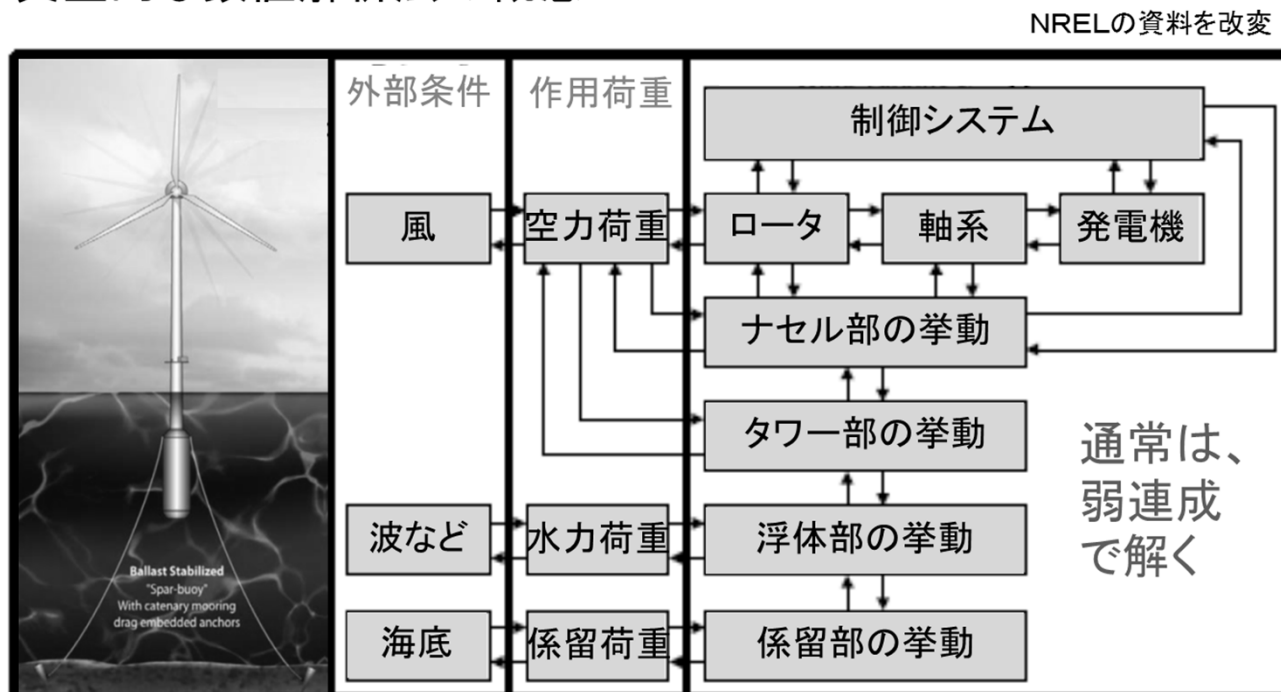 NRELの資料を改変
外部条件
作用荷重
制御システム
風
空力荷重
ロータ
軸系
発電機
ナセル部の挙動
タワー部の挙動
通常は、
弱連成
で解く
波など
水力荷重
浮体部の挙動
Ballast Stabilized
"Spar-buoy"
With catenary mooring
drag embedded anchors
海底
係留荷重
係留部の挙動